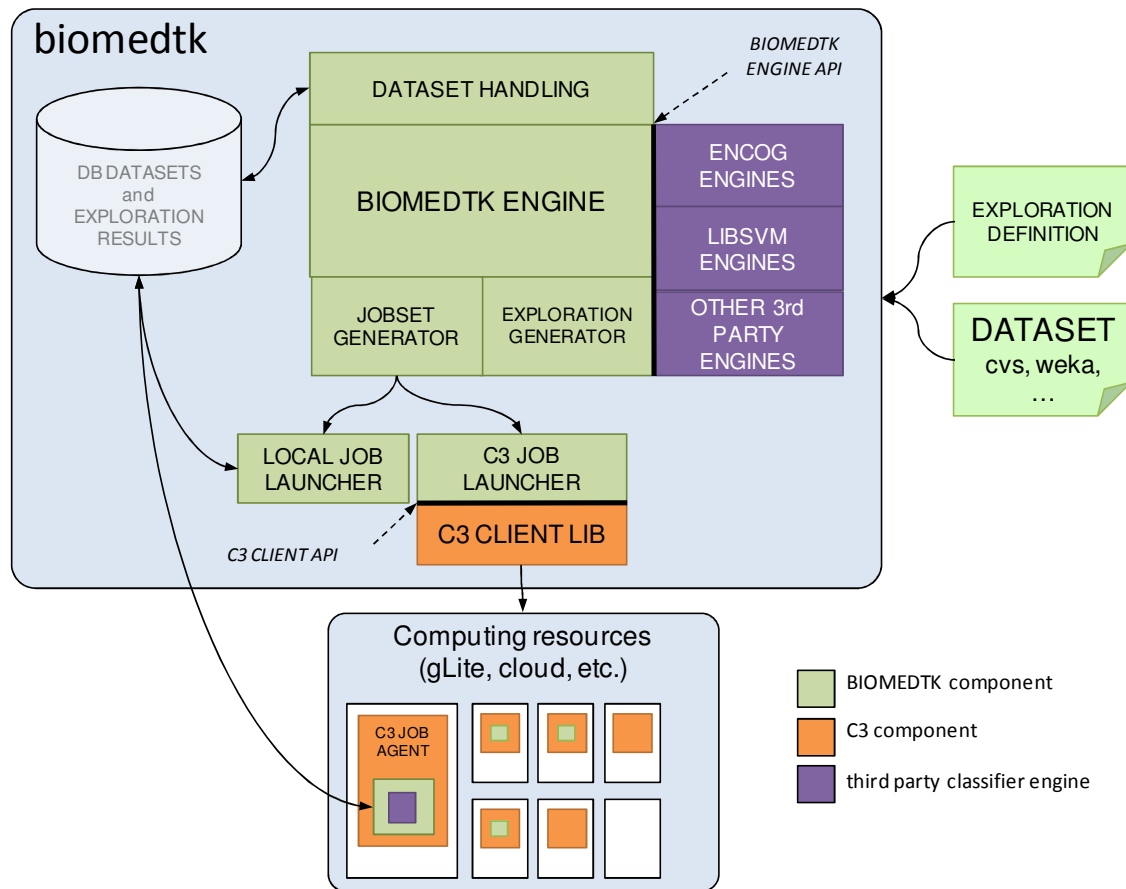 biomedtk
BIOMEDTK
ENGINE API
DATASET HANDLING
DB DATASETS
and
EXPLORATION
RESULTS
BIOMEDTK ENGINE
ENCOG
ENGINES
LIBSVM
ENGINES
OTHER 3rd
PARTY
ENGINES
EXPLORATION
DEFINITION
DATASET
cvs, weka,
…
JOBSET
GENERATOR
EXPLORATION
GENERATOR
LOCAL JOB
LAUNCHER
C3 JOB
LAUNCHER
C3 CLIENT LIB
C3 CLIENT API
Computing resources
(gLite, cloud, etc.)
C3 JOB
AGENT
BIOMEDTK component
C3 component
third party classifier engine